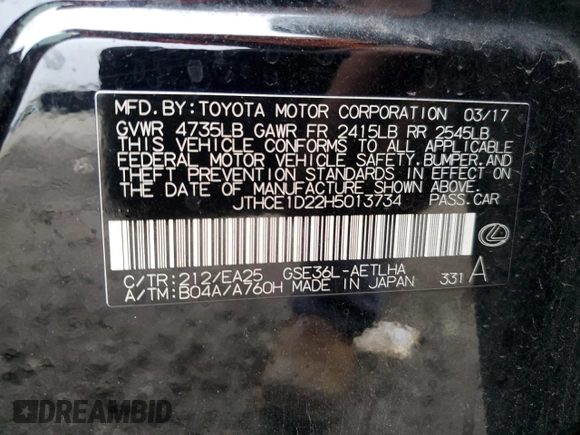 MFD.BY:TOYOTA MOTOR CORPORATION 03/17
GVWR 4735LB GAWR FR 2415LB RR 2545LB
THIS VEHICLE CONFORMS TO ALL APPLICABLE
FEDERAL MOTOR VEHICLE SAFETY,BUMPER,AND
THEFT PREVENTION STANDARDS IN EFFECT ON
THE DATE OF MANUFACTURE SHOWN ABOVE.
JTHCE1D22H5013734 PASS.CAR
C/TR:212/EA25 GSE36L-AETLHA
A/TM:B04A/A760H MADE IN JAPAN 331 A
DREAMBID